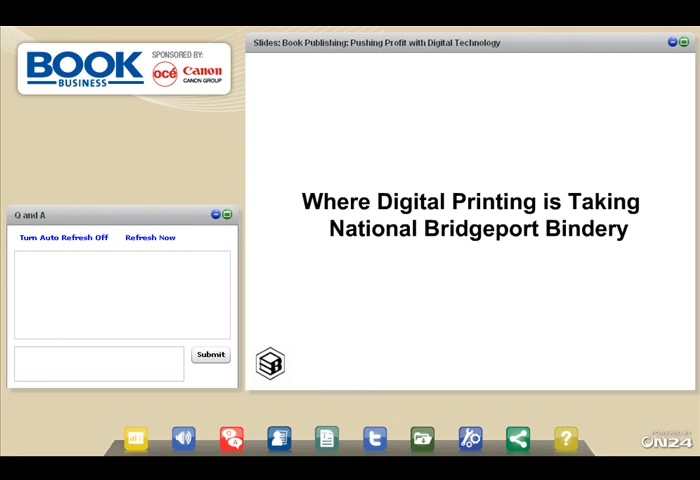 BOOK
BUSINESS
SPONSORED BY:
océ
Canon
CANON GROUP
Slides: Book Publishing: Pushing Profit with Digital Technology
Where Digital Printing is Taking
National Bridgeport Bindery
Q and A
Turn Auto Refresh Off
Refresh Now
Submit
Q
A
?
POWERED BY
ON24